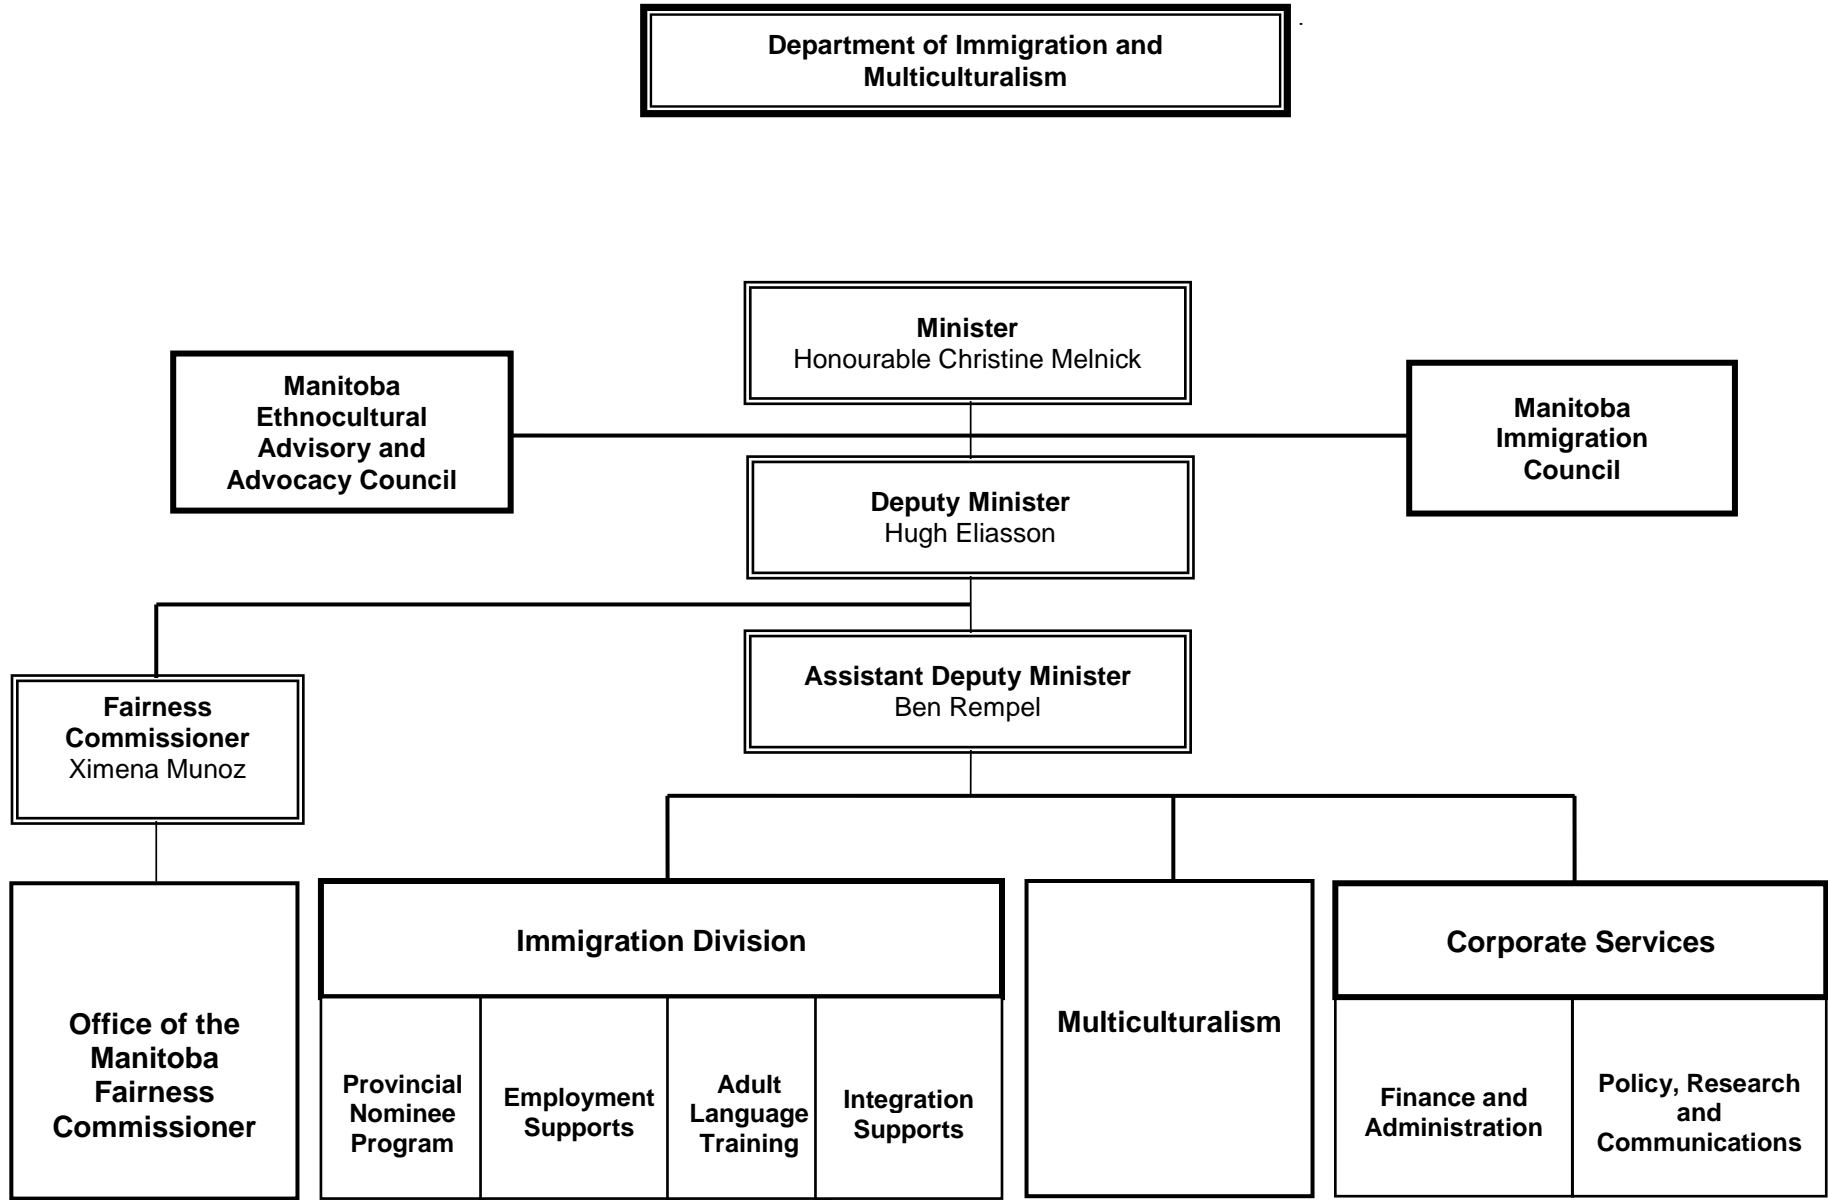 Department of Immigration and
Multiculturalism
Minister
Honourable Christine Melnick
Manitoba
Ethnocultural
Advisory and
Advocacy Council
Manitoba
Immigration
Council
Deputy Minister
Hugh Eliasson
Assistant Deputy Minister
Ben Rempel
Fairness
Commissioner
Ximena Munoz
Office of the
Manitoba
Fairness
Commissioner
Immigration Division
Provincial
Nominee
Program
Employment
Supports
Adult
Language
Training
Integration
Supports
Multiculturalism
Corporate Services
Finance and
Administration
Policy, Research
and
Communications